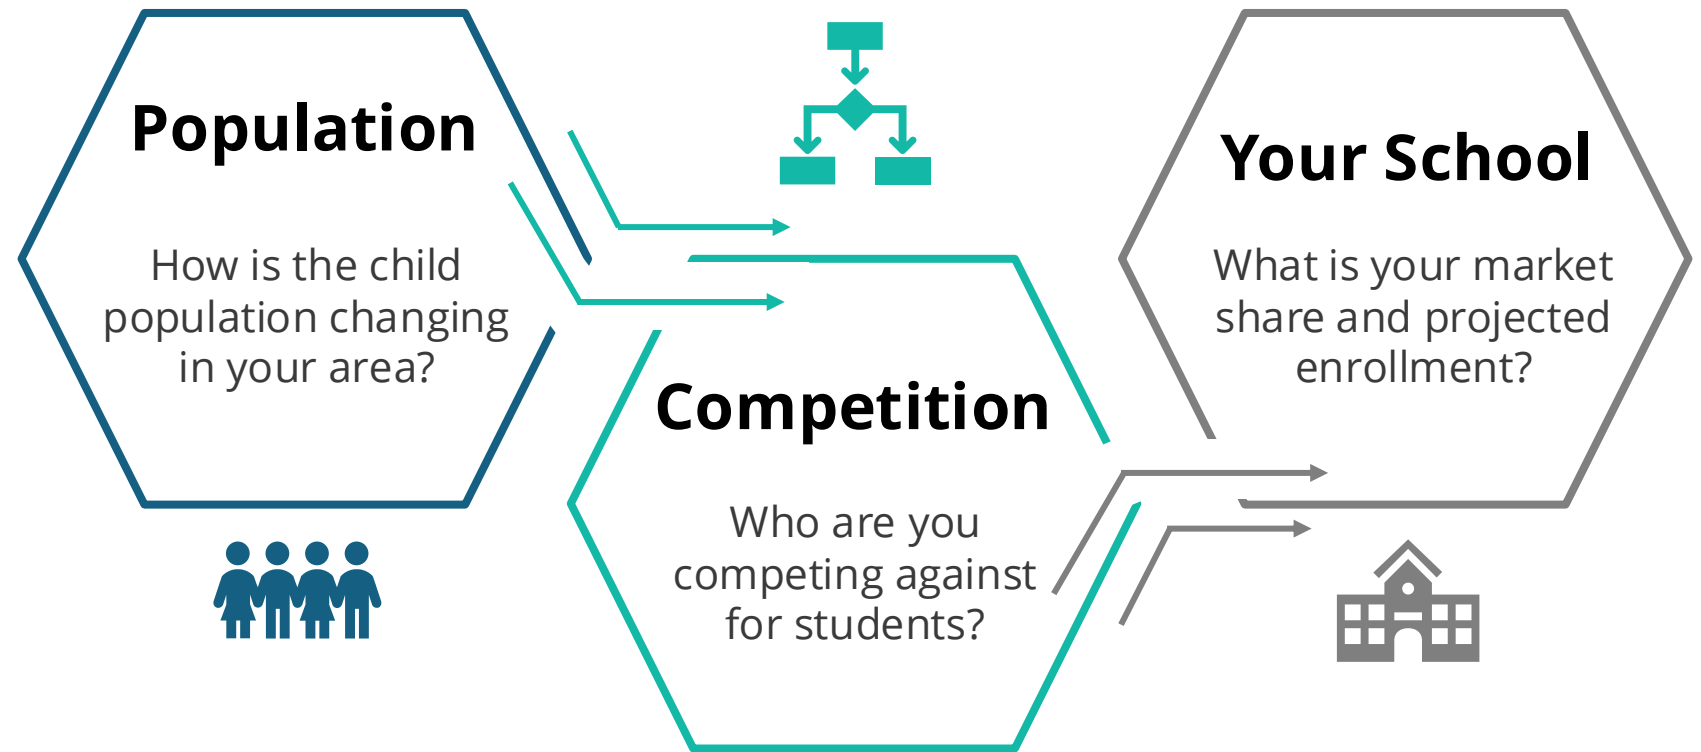 Population
How is the child
population changing
in your area?
Competition
Who are you
competing against
for students?
Your School
What is your market
share and projected
enrollment?